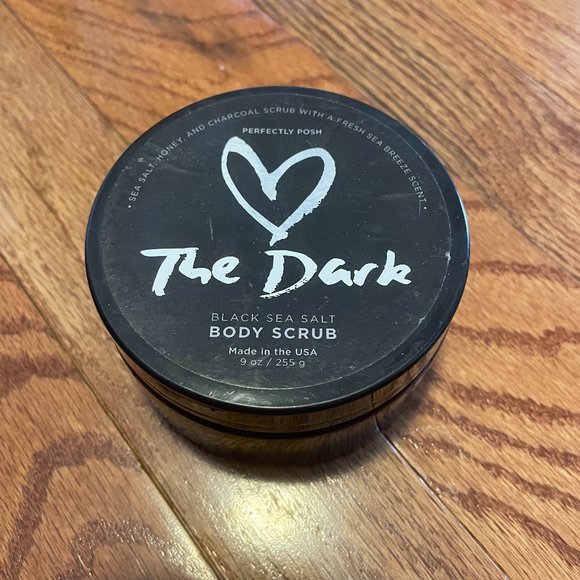 • SEA SALT, HONEY, AND CHARCOAL SCRUB WITH A FRESH SEA BREEZE SCENT •
PERFECTLY POSH
The Dark
BLACK SEA SALT
BODY SCRUB
Made in the USA
9 oz / 255 g